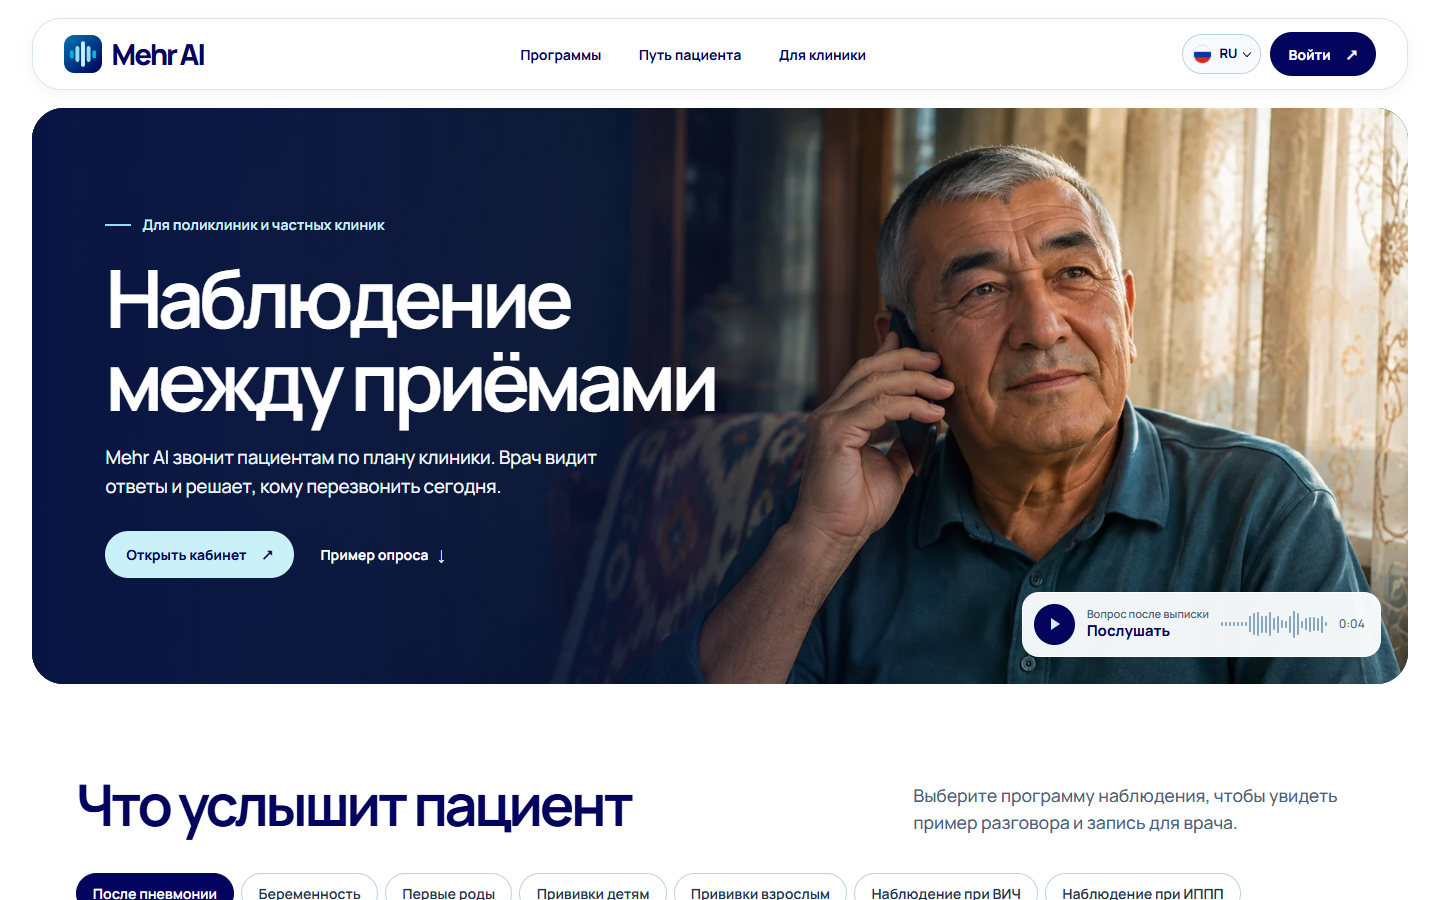 Mehr AI
Программы
Путь пациента
Для клиники
RU
Войти ↗
Для поликлиник и частных клиник
Наблюдение
между приёмами
Mehr AI звонит пациентам по плану клиники. Врач видит
ответы и решает, кому перезвонить сегодня.
Открыть кабинет ↗
Пример опроса ↓
Вопрос после выписки
Послушать
0:04
Что услышит пациент
Выберите программу наблюдения, чтобы увидеть
пример разговора и запись для врача.
После пневмонии
Беременность
Первые роды
Прививки детям
Прививки взрослым
Наблюдение при ВИЧ
Наблюдение при ИППП